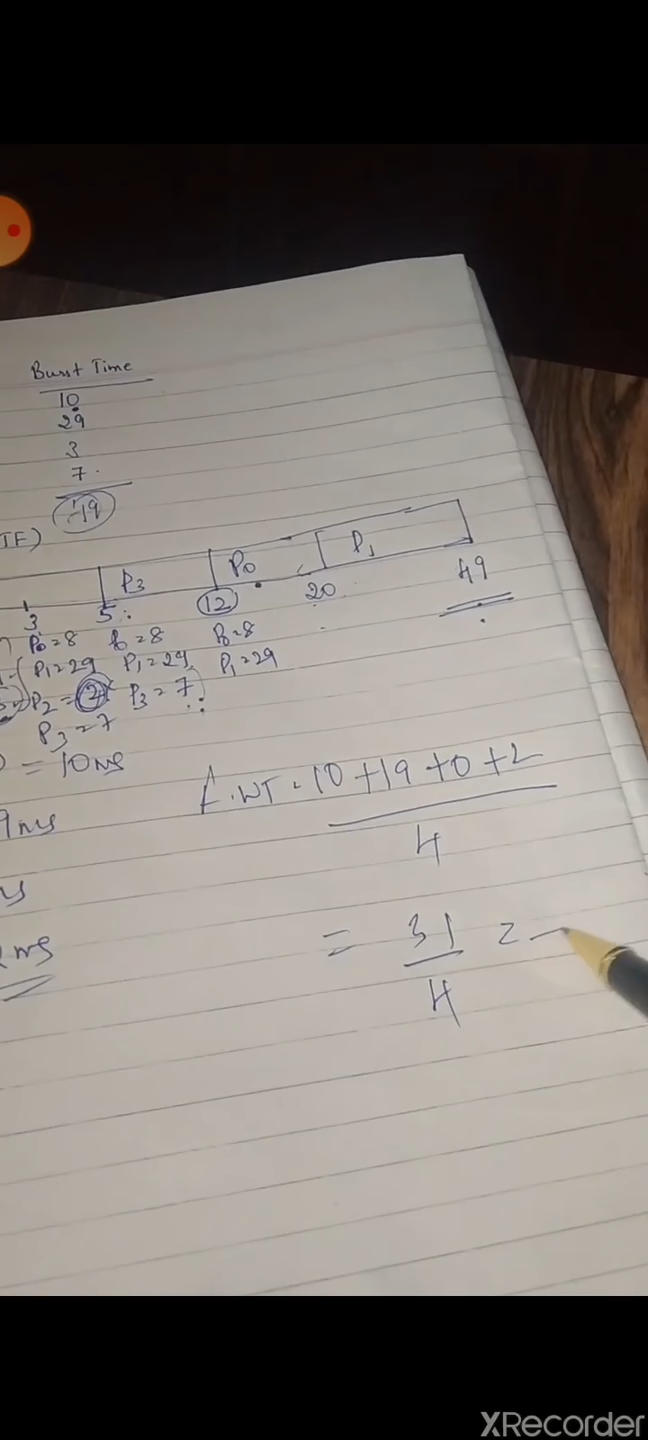 Burst Time
10
29
3
7
49
P3 P0 P1
3 5 12 20 49
P0=8 P0=8 P0=8
P1=29 P1=29 P1=29
P2=2 P3=7
P3=7
= 10ms
A.WT = 10+19+0+2
4
= 31 =
4
XRecorder